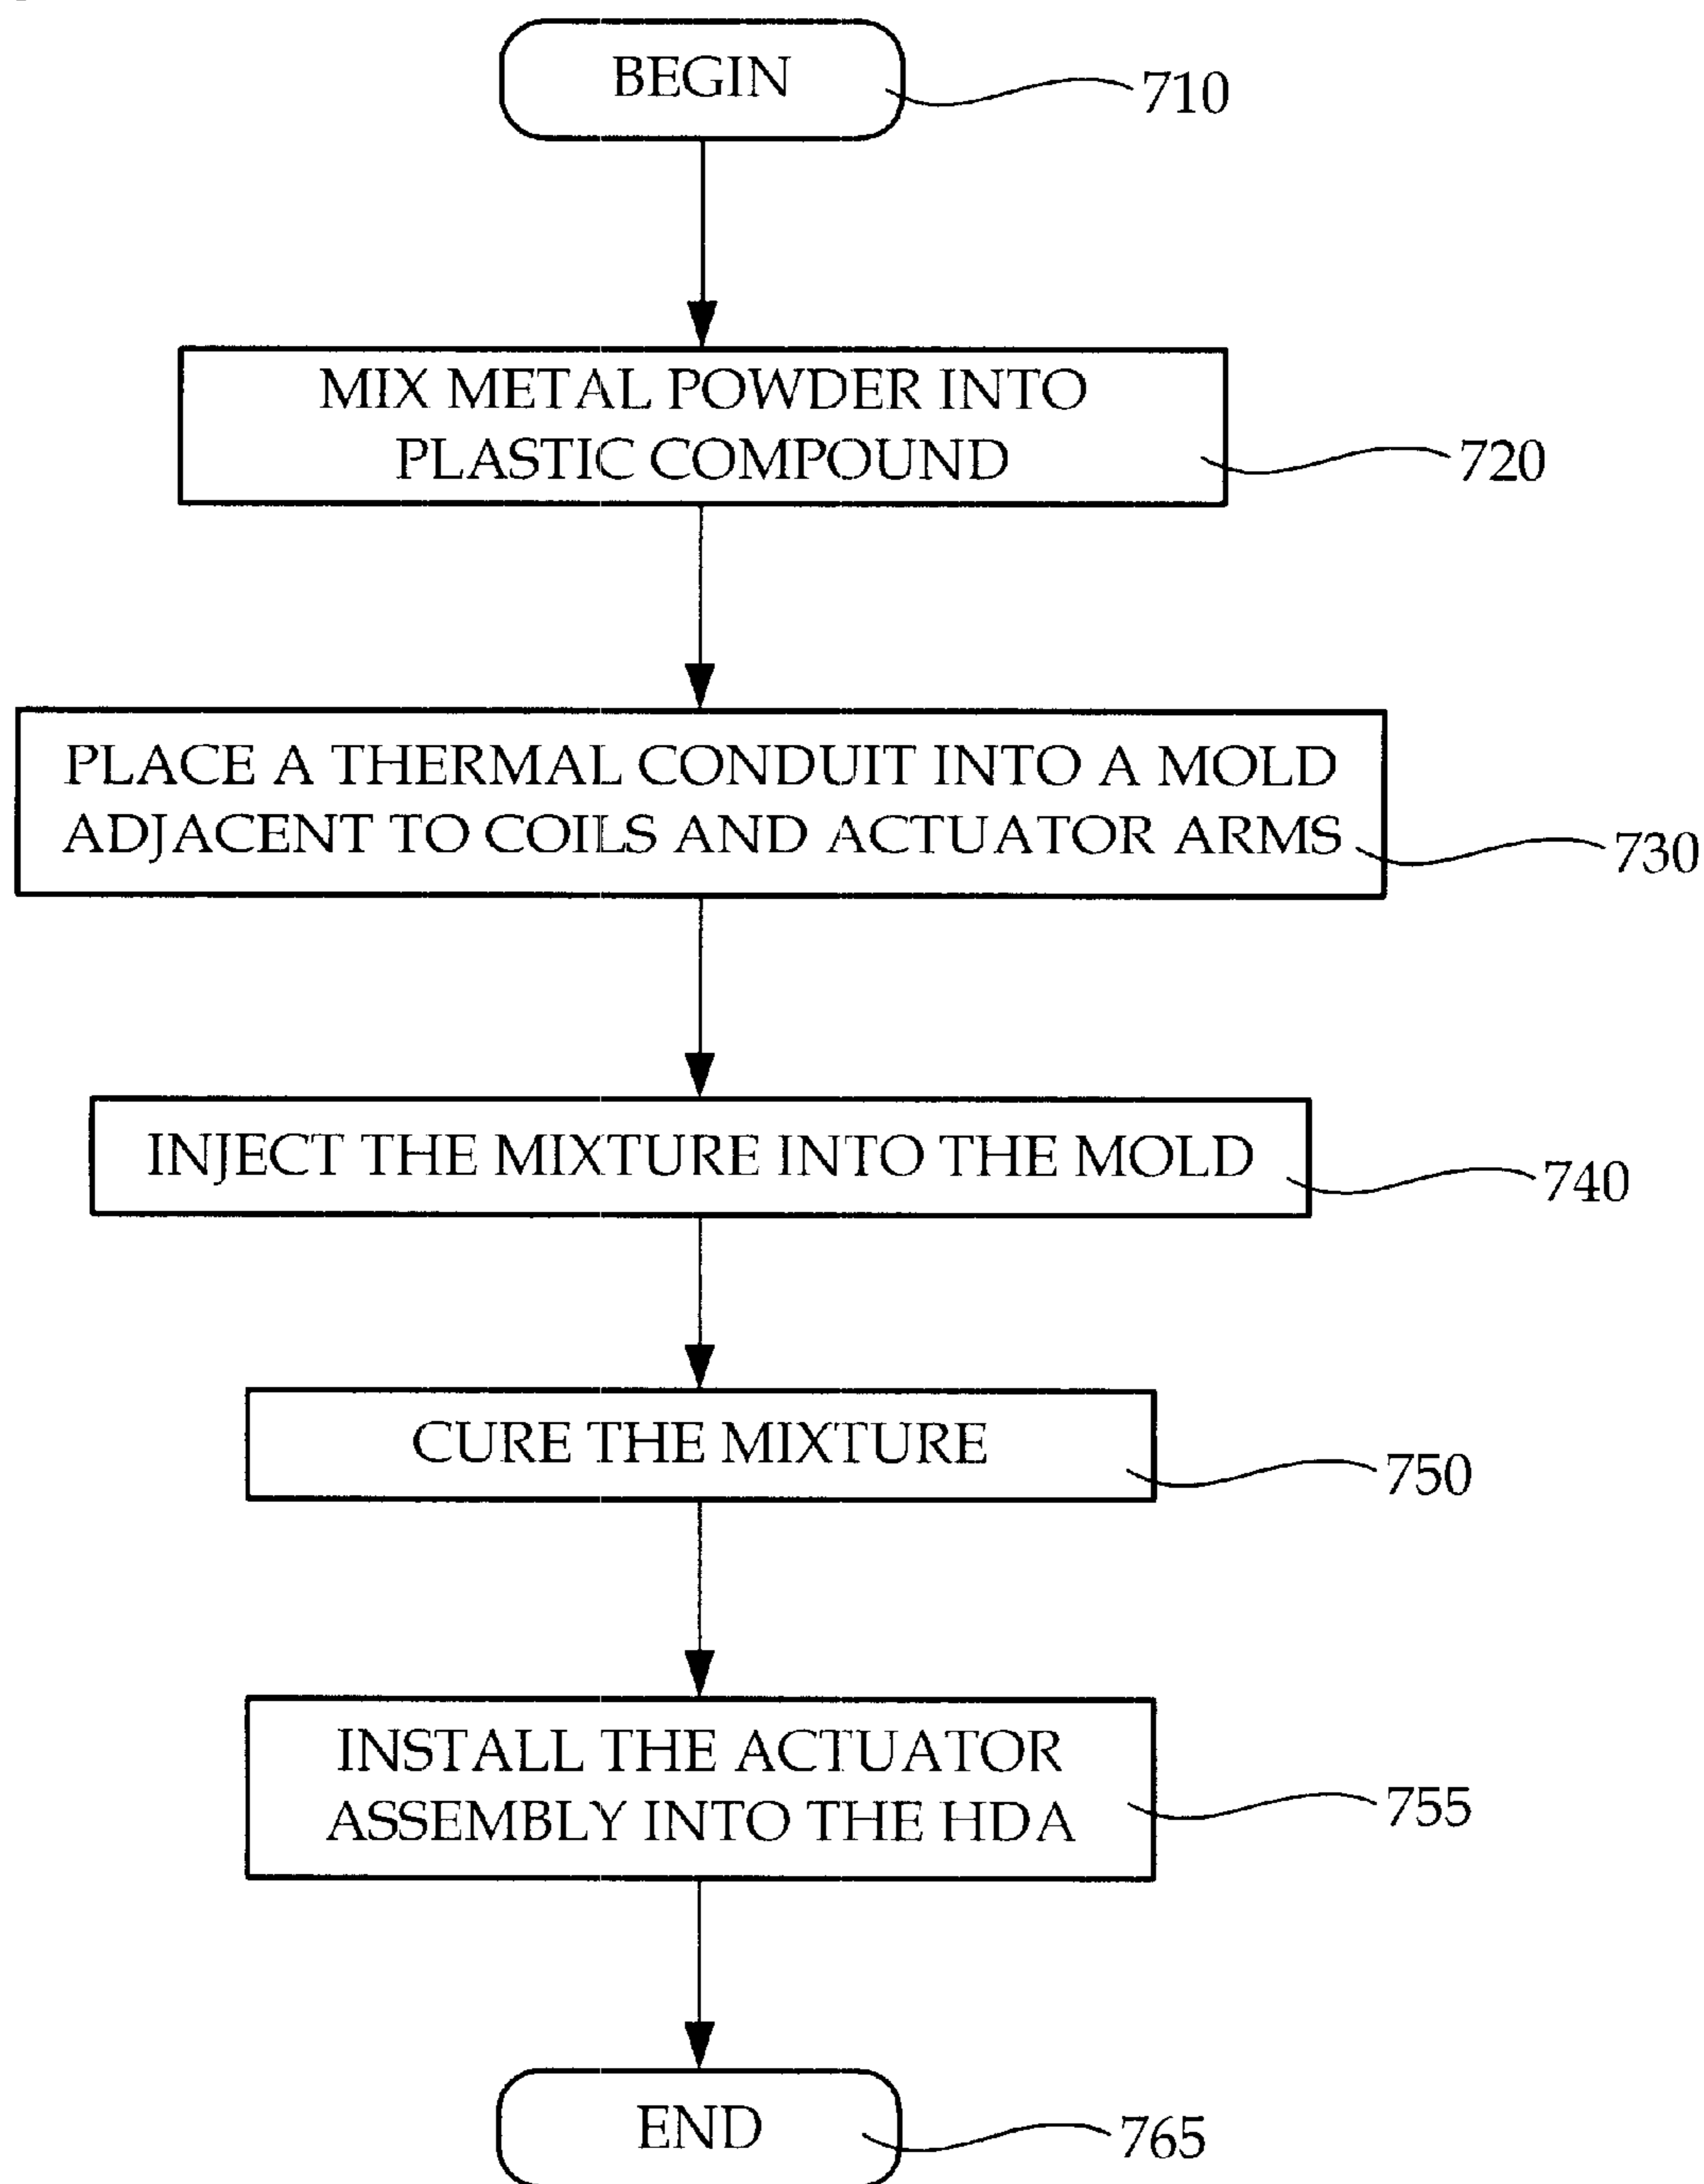 BEGIN
710
MIX METAL POWDER INTO
PLASTIC COMPOUND
720
PLACE A THERMAL CONDUIT INTO A MOLD
ADJACENT TO COILS AND ACTUATOR ARMS
730
INJECT THE MIXTURE INTO THE MOLD
740
CURE THE MIXTURE
750
INSTALL THE ACTUATOR
ASSEMBLY INTO THE HDA
755
END
765